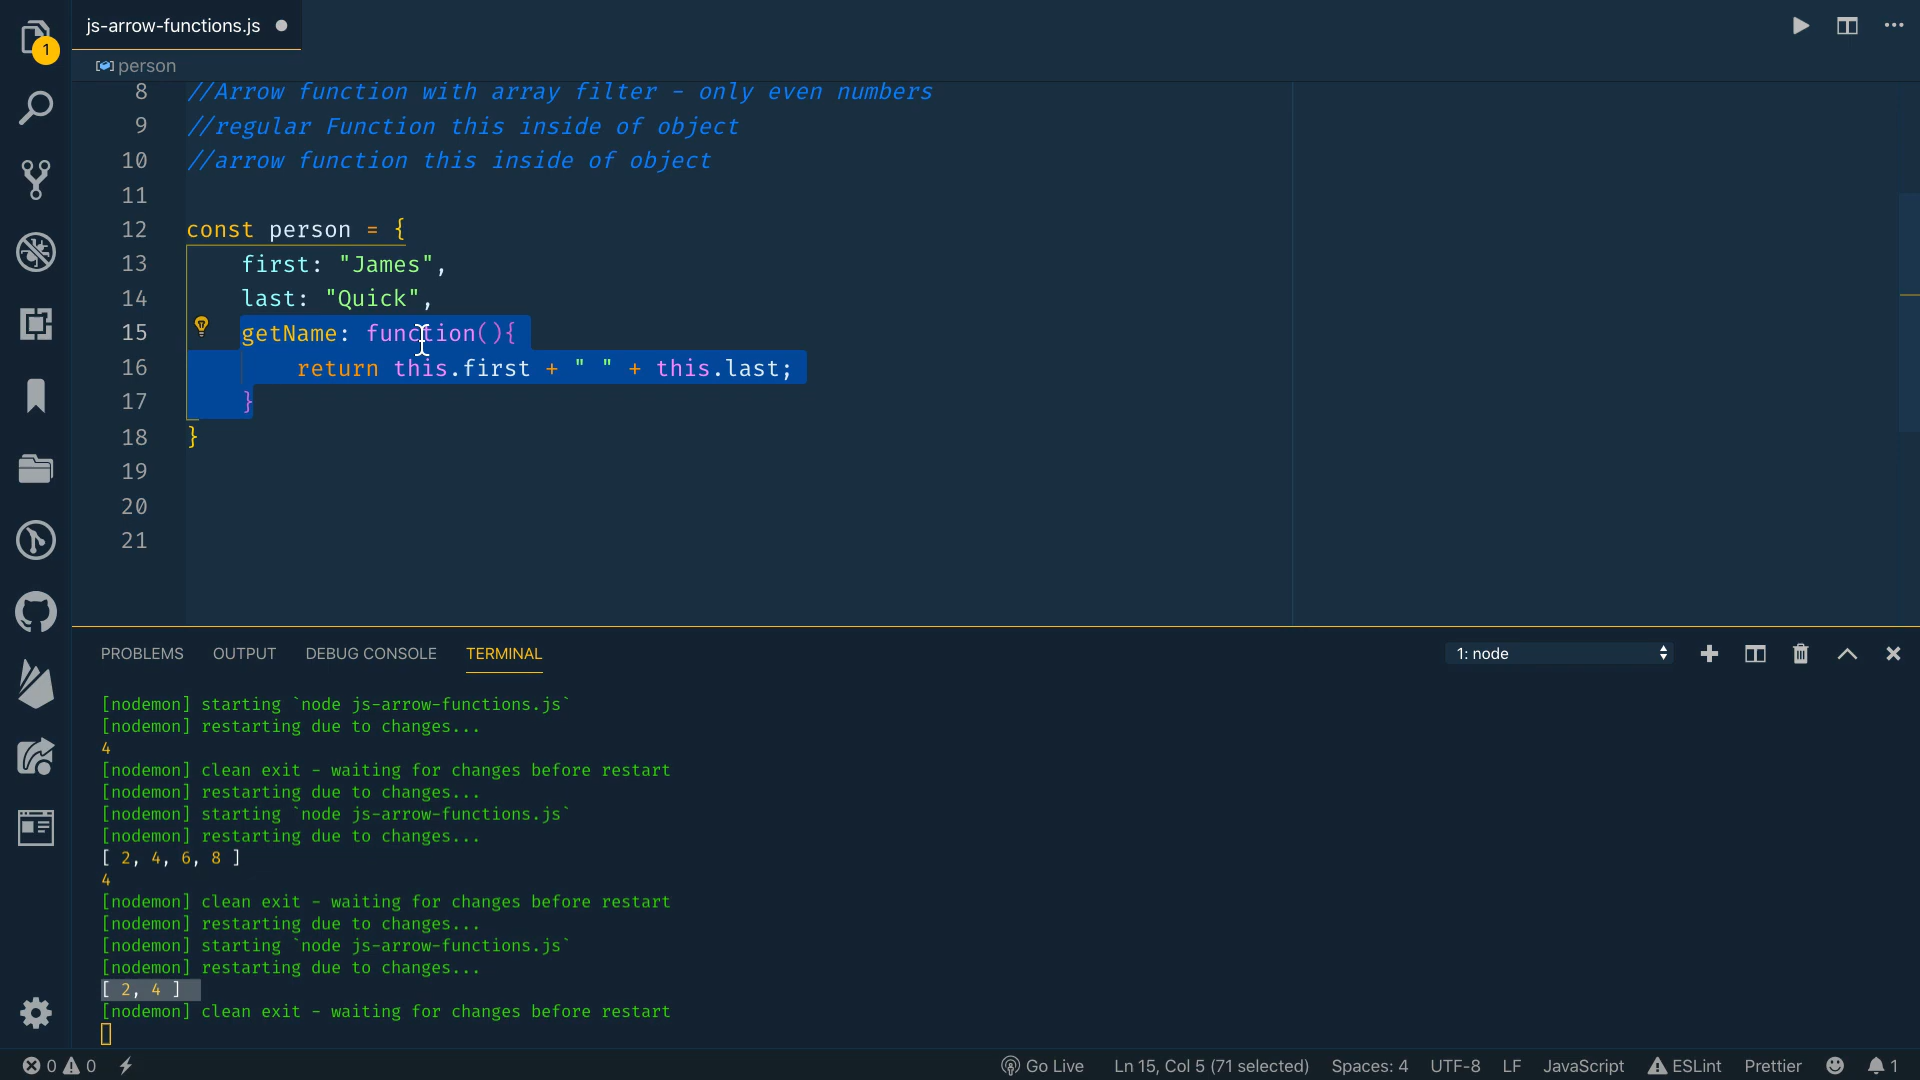 js-arrow-functions.js
1
person
8 //Arrow function with array filter - only even numbers
9 //regular Function this inside of object
10 //arrow function this inside of object
11
12 const person = {
13 first: "James",
14 last: "Quick",
15 getName: function(){
16 return this.first + " " + this.last;
17 }
18 }
19
20
21
PROBLEMS OUTPUT DEBUG CONSOLE TERMINAL 1: node
[nodemon] starting `node js-arrow-functions.js`
[nodemon] restarting due to changes...
4
[nodemon] clean exit - waiting for changes before restart
[nodemon] restarting due to changes...
[nodemon] starting `node js-arrow-functions.js`
[nodemon] restarting due to changes...
[ 2, 4, 6, 8 ]
4
[nodemon] clean exit - waiting for changes before restart
[nodemon] restarting due to changes...
[nodemon] starting `node js-arrow-functions.js`
[nodemon] restarting due to changes...
[ 2, 4 ]
[nodemon] clean exit - waiting for changes before restart
0 0 Go Live Ln 15, Col 5 (71 selected) Spaces: 4 UTF-8 LF JavaScript ESLint Prettier 1